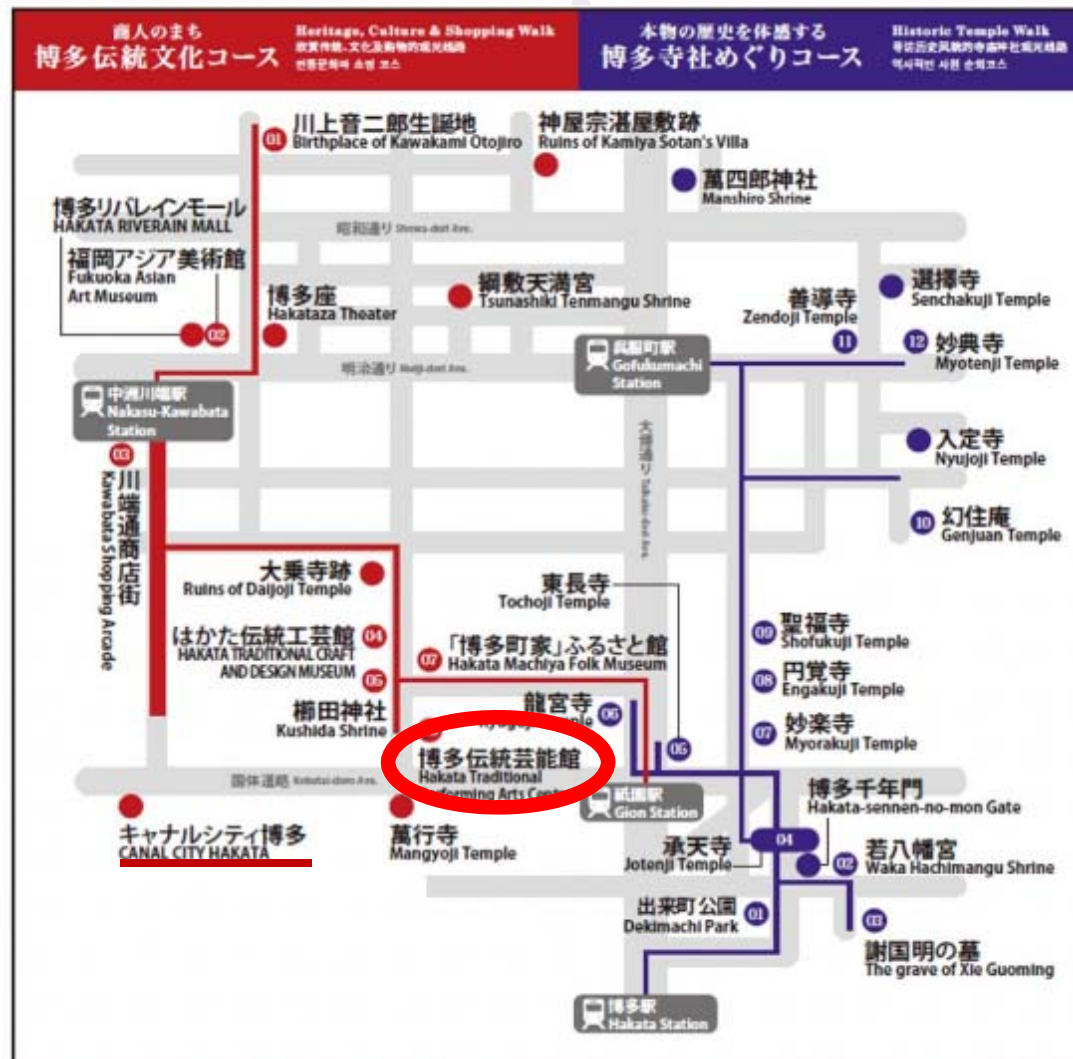 商人のまち
博多伝統文化コース
Heritage, Culture & Shopping Walk
本物の歴史を体感する
博多寺社めぐりコース
Historic Temple Walk
01
川上音二郎生誕地
Birthplace of Kawakami Otojiro
神屋宗湛屋敷跡
Ruins of Kamiya Sotan's Villa
萬四郎神社
Manshiro Shrine
博多リバレインモール
HAKATA RIVERAIN MALL
昭和通り Showa-dori Ave.
福岡アジア美術館
Fukuoka Asian
Art Museum
02
博多座
Hakataza Theater
綱敷天満宮
Tsunashiki Tenmangu Shrine
選擇寺
Senchakuji Temple
善導寺
Zendoji Temple
11
12
妙典寺
Myotenji Temple
呉服町駅
Gofukumachi
Station
明治通り Meiji-dori Ave.
中洲川端駅
Nakasu-Kawabata
Station
03
川端通商店街
Kawabata Shopping Arcade
大博通り Taihaku-dori Ave.
入定寺
Nyujoji Temple
10
幻住庵
Genjuan Temple
大乗寺跡
Ruins of Daijoji Temple
東長寺
Tochoji Temple
はかた伝統工芸館
HAKATA TRADITIONAL CRAFT
AND DESIGN MUSEUM
04
05
櫛田神社
Kushida Shrine
07
「博多町家」ふるさと館
Hakata Machiya Folk Museum
09
聖福寺
Shofukuji Temple
08
円覚寺
Engakuji Temple
07
妙楽寺
Myorakuji Temple
龍宮寺
06
05
博多伝統芸能館
Hakata Traditional
国体道路 Kokutai-doro Ave.
祇園駅
Gion Station
博多千年門
Hakata-sennen-no-mon Gate
キャナルシティ博多
CANAL CITY HAKATA
萬行寺
Mangyoji Temple
承天寺
Jotenji Temple
04
02
若八幡宮
Waka Hachimangu Shrine
出来町公園
Dekimachi Park
01
03
謝国明の墓
The grave of Xie Guoming
博多駅
Hakata Station